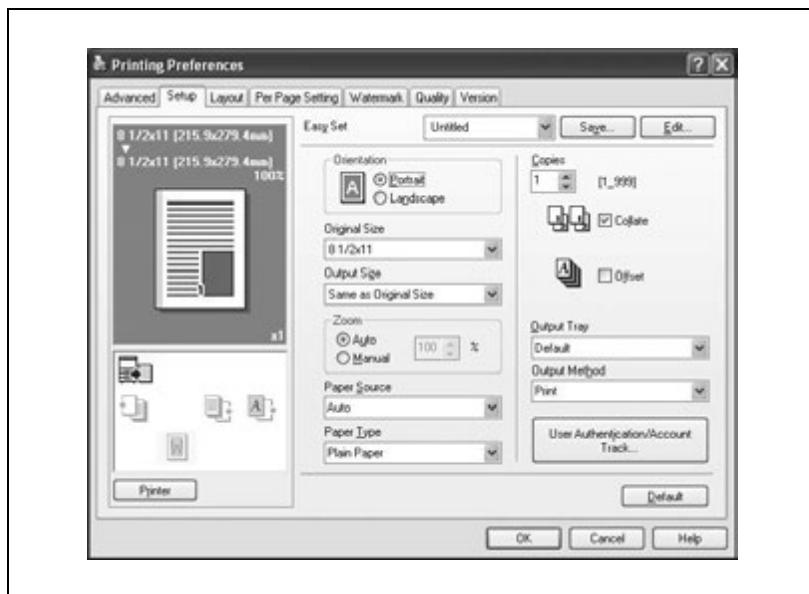 Printing Preferences
Advanced Setup Layout Per Page Setting Watermark Quality Version
8 1/2x11 (215.9x279.4mm)
8 1/2x11 (215.9x279.4mm)
100%
x1
Printer
Easy Set Untitled Save... Edit...
Orientation
A
Portrait
Landscape
Original Size
8 1/2x11
Output Size
Same as Original Size
Zoom
Auto
Manual
100 %
Paper Source
Auto
Paper Type
Plain Paper
Copies
1 [1_999]
Collate
Offset
Output Tray
Default
Output Method
Print
User Authentication/Account
Track...
Default
OK Cancel Help